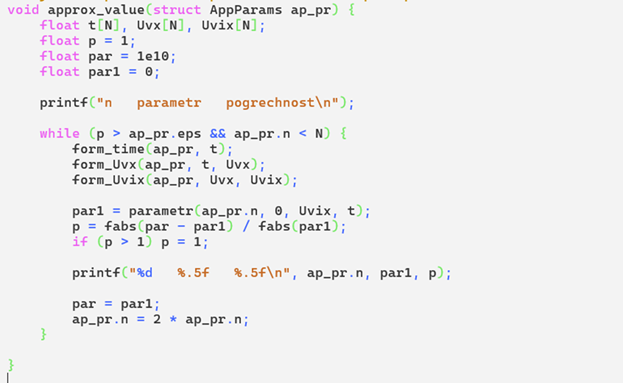 void approx_value(struct AppParams ap_pr) {
    float t[N], Uvx[N], Uvix[N];
    float p = 1;
    float par = 1e10;
    float par1 = 0;

    printf("n   parametr   pogrechnost\n");

    while (p > ap_pr.eps && ap_pr.n < N) {
        form_time(ap_pr, t);
        form_Uvx(ap_pr, t, Uvx);
        form_Uvix(ap_pr, Uvx, Uvix);

        par1 = parametr(ap_pr.n, 0, Uvix, t);
        p = fabs(par - par1) / fabs(par1);
        if (p > 1) p = 1;

        printf("%d   %.5f   %.5f\n", ap_pr.n, par1, p);

        par = par1;
        ap_pr.n = 2 * ap_pr.n;
    }

}